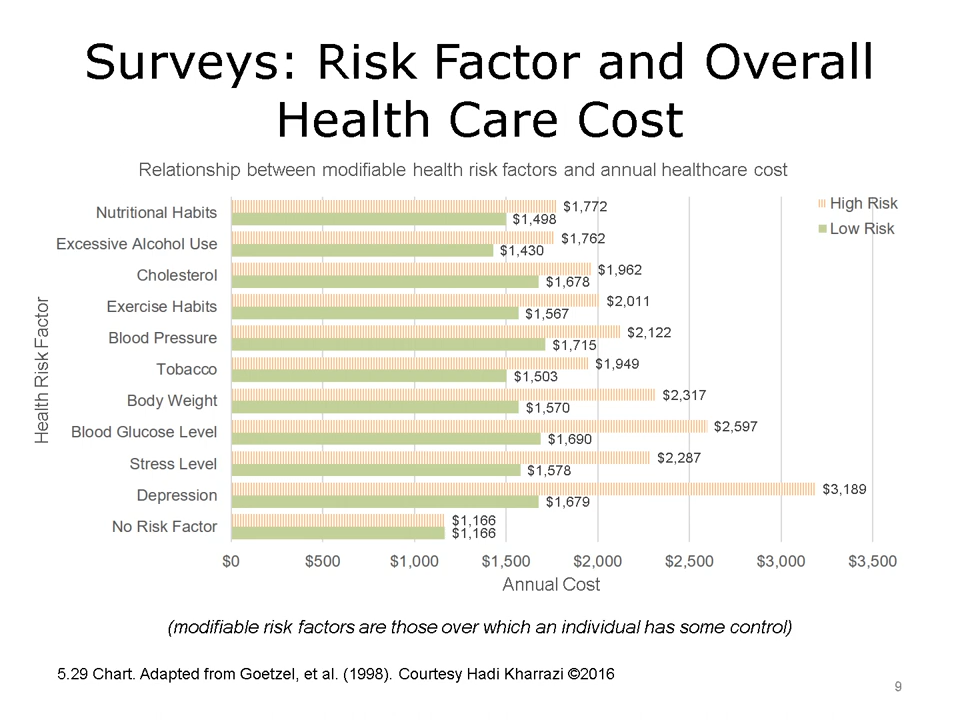 Surveys: Risk Factor and Overall
Health Care Cost
Relationship between modifiable health risk factors and annual healthcare cost
High Risk
Low Risk
Health Risk Factor
Nutritional Habits
$1,772
$1,498
Excessive Alcohol Use
$1,762
$1,430
Cholesterol
$1,962
$1,678
Exercise Habits
$2,011
$1,567
Blood Pressure
$2,122
$1,715
Tobacco
$1,949
$1,503
Body Weight
$2,317
$1,570
Blood Glucose Level
$2,597
$1,690
Stress Level
$2,287
$1,578
Depression
$3,189
$1,679
No Risk Factor
$1,166
$1,166
$0 $500 $1,000 $1,500 $2,000 $2,500 $3,000 $3,500
Annual Cost
(modifiable risk factors are those over which an individual has some control)
5.29 Chart. Adapted from Goetzel, et al. (1998). Courtesy Hadi Kharrazi ©2016
9